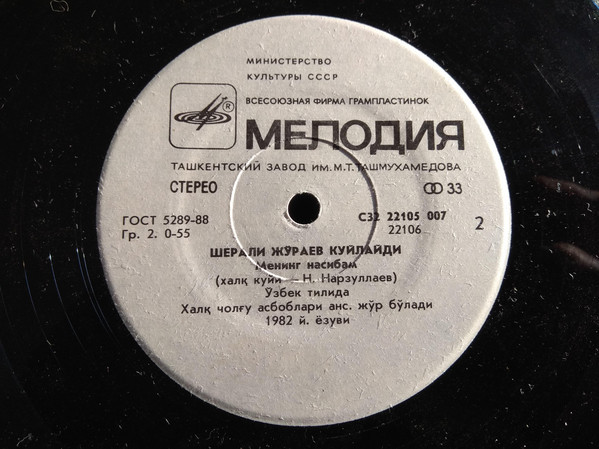 МИНИСТЕРСТВО
КУЛЬТУРЫ СССР
ВСЕСОЮЗНАЯ ФИРМА ГРАМПЛАСТИНОК
®
МЕЛОДИЯ
ТАШКЕНТСКИЙ ЗАВОД ИМ.М.Т.ТАШМУХАМЕДОВА
СТЕРЕО
33
ГОСТ 5289-88
Гр. 2. 0-55
С32 22105 007
22106
2
ШЕРАЛИ ЖЎРАЕВ КУЙЛАЙДИ
Менинг насибам
(халқ куйи — Н. Нарзуллаев)
Ўзбек тилида
Халқ чолғу асбоблари анс. жўр бўлади
1982 й. ёзуви